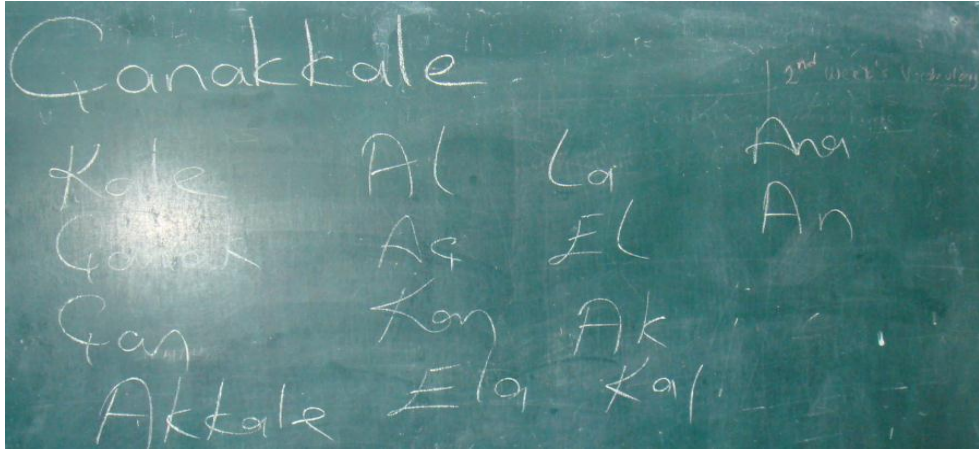 Çanakkale
2nd Week's Vocabulary
Kale Al La Ana
Çanak Aç El An
Çan Kan Ak
Akkale Ela Kal